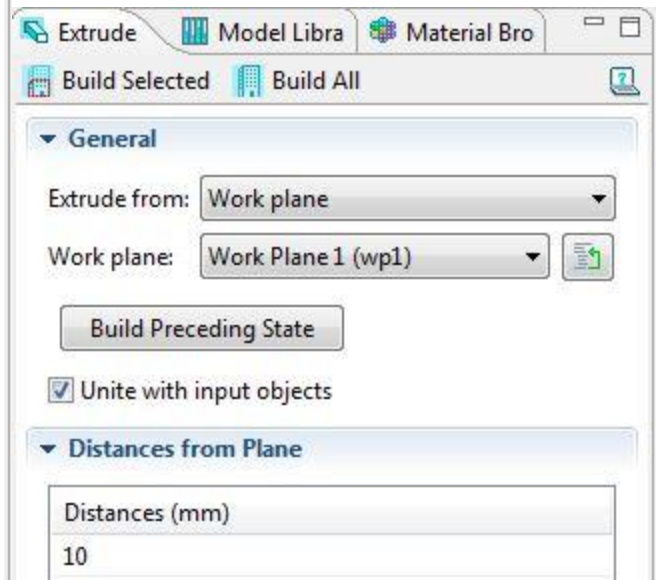 Extrude Model Libra Material Bro
Build Selected Build All
General
Extrude from: Work plane
Work plane: Work Plane 1 (wp1)
Build Preceding State
Unite with input objects
Distances from Plane
Distances (mm)
10